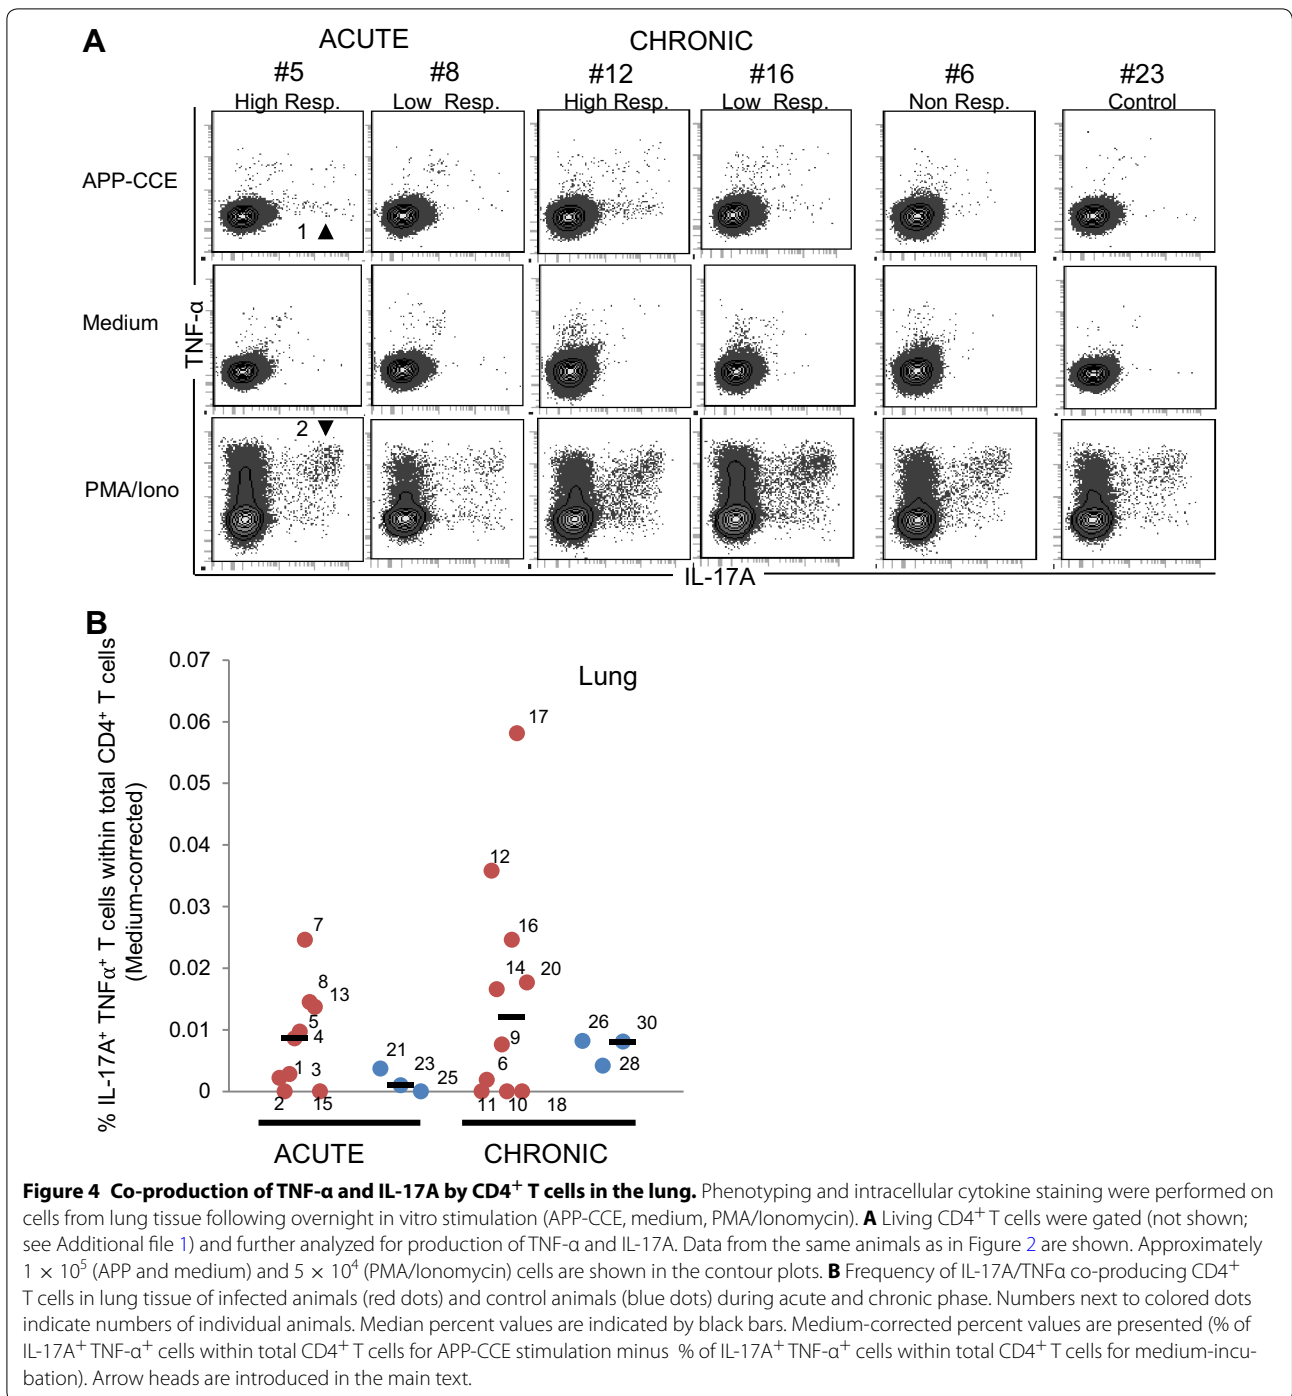 A
ACUTE CHRONIC
#5 #8 #12 #16 #6 #23
High Resp. Low Resp. High Resp. Low Resp. Non Resp. Control
APP-CCE
1 ▲
Medium
TNF-α
2 ▼
PMA/Iono
IL-17A
B
% IL-17A⁺ TNFα⁺ T cells within total CD4⁺ T cells
(Medium-corrected)
Lung
0.07
0.06
0.05
0.04
0.03
0.02
0.01
0
17
12
7 16
8 13 14 20
5 4 9 26 30
1 3 21 23 25 6 28
2 15 11 10 18
ACUTE CHRONIC
Figure 4 Co-production of TNF-α and IL-17A by CD4⁺ T cells in the lung. Phenotyping and intracellular cytokine staining were performed on
cells from lung tissue following overnight in vitro stimulation (APP-CCE, medium, PMA/Ionomycin). A Living CD4⁺ T cells were gated (not shown;
see Additional file 1) and further analyzed for production of TNF-α and IL-17A. Data from the same animals as in Figure 2 are shown. Approximately
1 × 10⁵ (APP and medium) and 5 × 10⁴ (PMA/Ionomycin) cells are shown in the contour plots. B Frequency of IL-17A/TNFα co-producing CD4⁺
T cells in lung tissue of infected animals (red dots) and control animals (blue dots) during acute and chronic phase. Numbers next to colored dots
indicate numbers of individual animals. Median percent values are indicated by black bars. Medium-corrected percent values are presented (% of
IL-17A⁺ TNF-α⁺ cells within total CD4⁺ T cells for APP-CCE stimulation minus % of IL-17A⁺ TNF-α⁺ cells within total CD4⁺ T cells for medium-incu-
bation). Arrow heads are introduced in the main text.